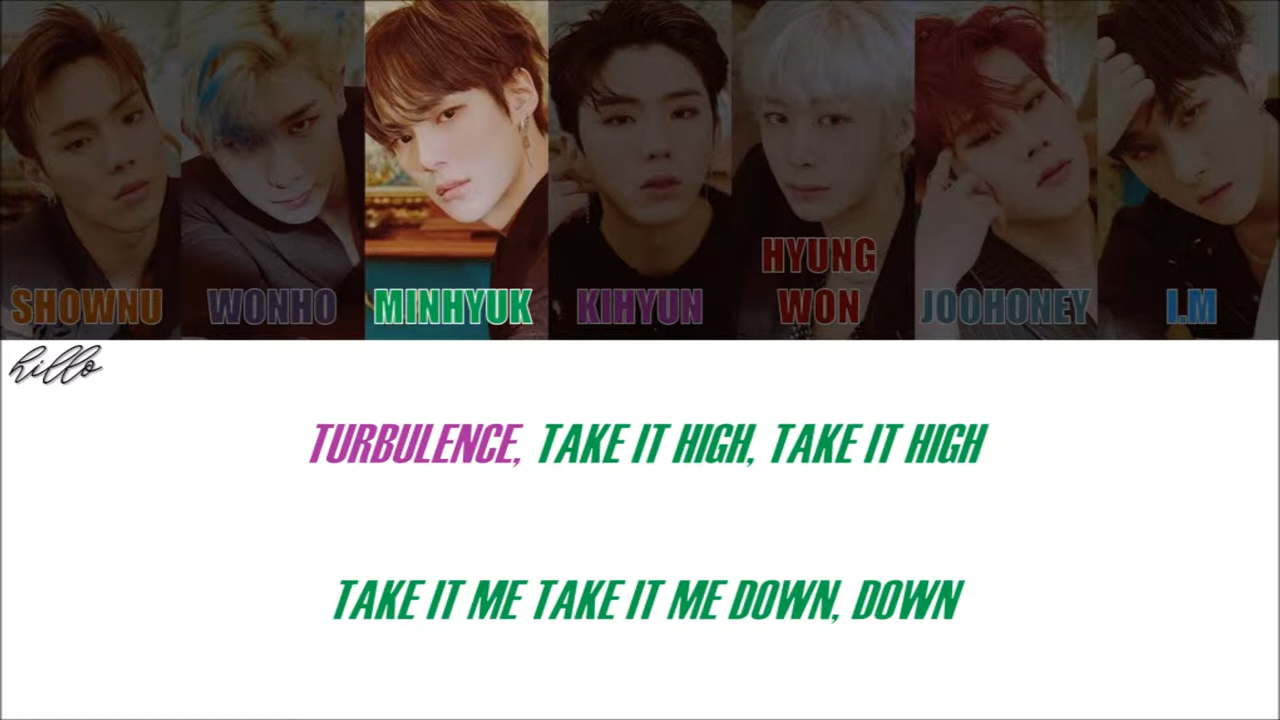 SHOWNU WONHO MINHYUK KIHYUN HYUNG WON JOOHONEY I.M
hillo
TURBULENCE, TAKE IT HIGH, TAKE IT HIGH
TAKE IT ME TAKE IT ME DOWN, DOWN